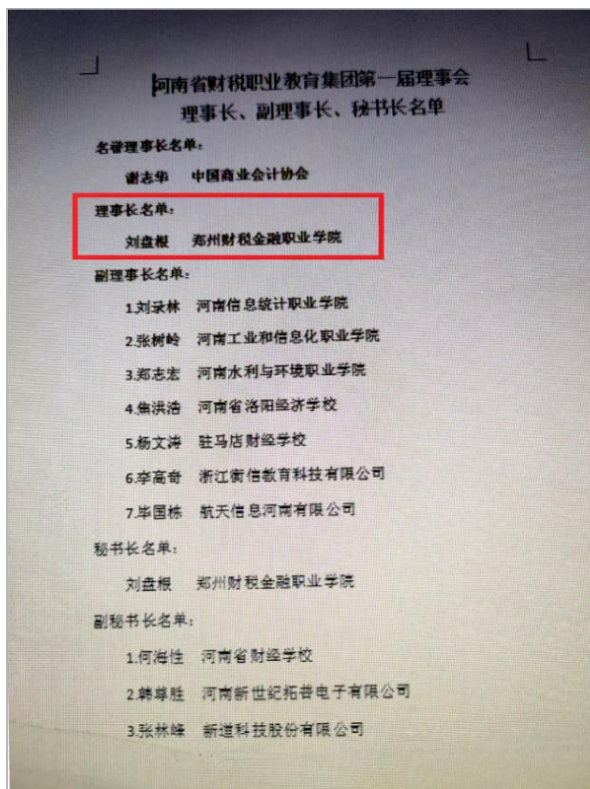 河南省财税职业教育集团第一届理事会
理事长、副理事长、秘书长名单
名誉理事长名单：
谢志华 中国商业会计协会
理事长名单：
刘盘根 郑州财税金融职业学院
副理事长名单：
1.刘录林 河南信息统计职业学院
2.张树岭 河南工业和信息化职业学院
3.郑志宏 河南水利与环境职业学院
4.焦洪浩 河南省洛阳经济学校
5.杨文涛 驻马店财经学校
6.李高奇 浙江衡信教育科技有限公司
7.毕国栋 航天信息河南有限公司
秘书长名单：
刘盘根 郑州财税金融职业学院
副秘书长名单：
1.何海性 河南省财经学校
2.韩尊胜 河南新世纪拓普电子有限公司
3.张林峰 新道科技股份有限公司